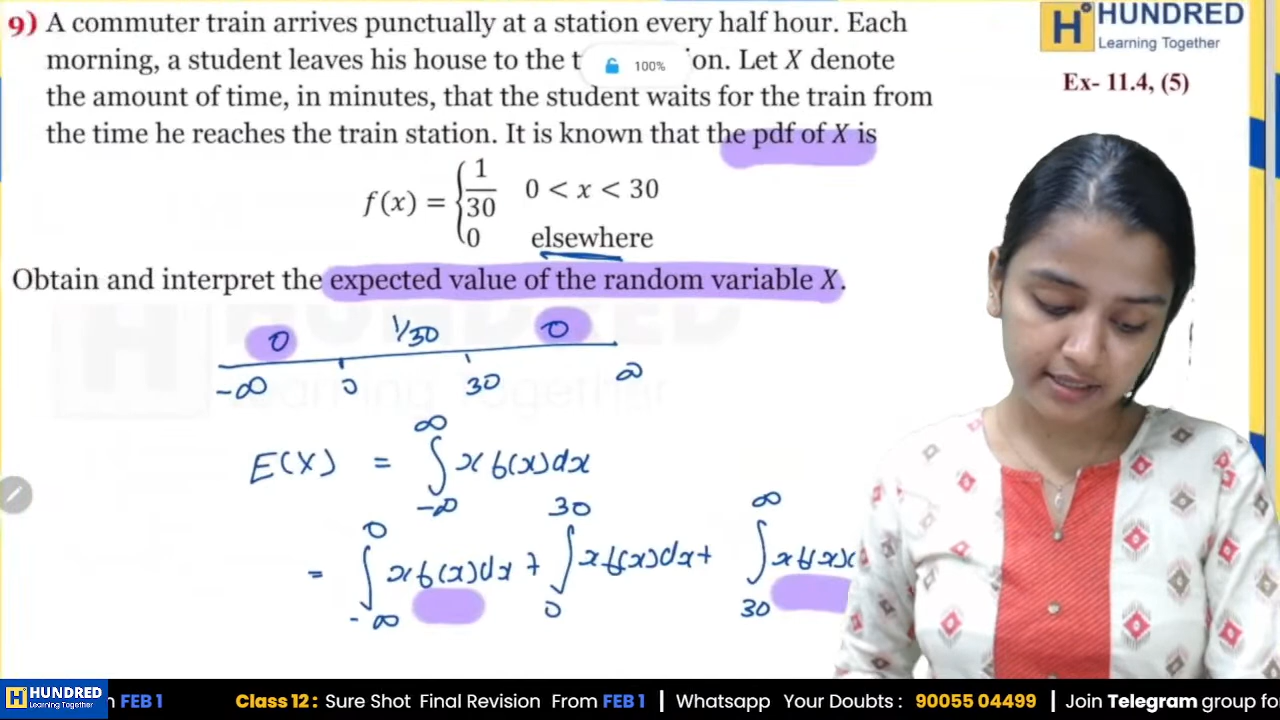 9) A commuter train arrives punctually at a station every half hour. Each
morning, a student leaves his house to the t on. Let X denote
the amount of time, in minutes, that the student waits for the train from
the time he reaches the train station. It is known that the pdf of X is
f(x) = { 1/30 0 < x < 30
0 elsewhere
Obtain and interpret the expected value of the random variable X.
100%
HUNDRED
Learning Together
Ex- 11.4, (5)
0 1/30 0
-∞ 0 30 ∞
E(X) = ∫_{-∞}^{∞} x f(x)dx
= ∫_{-∞}^{0} x f(x)dx + ∫_{0}^{30} x f(x)dx + ∫_{30}^{∞} x f(x)
HUNDRED
Learning Together
FEB 1 Class 12 : Sure Shot Final Revision From FEB 1 | Whatsapp Your Doubts : 90055 04499 | Join Telegram group fo